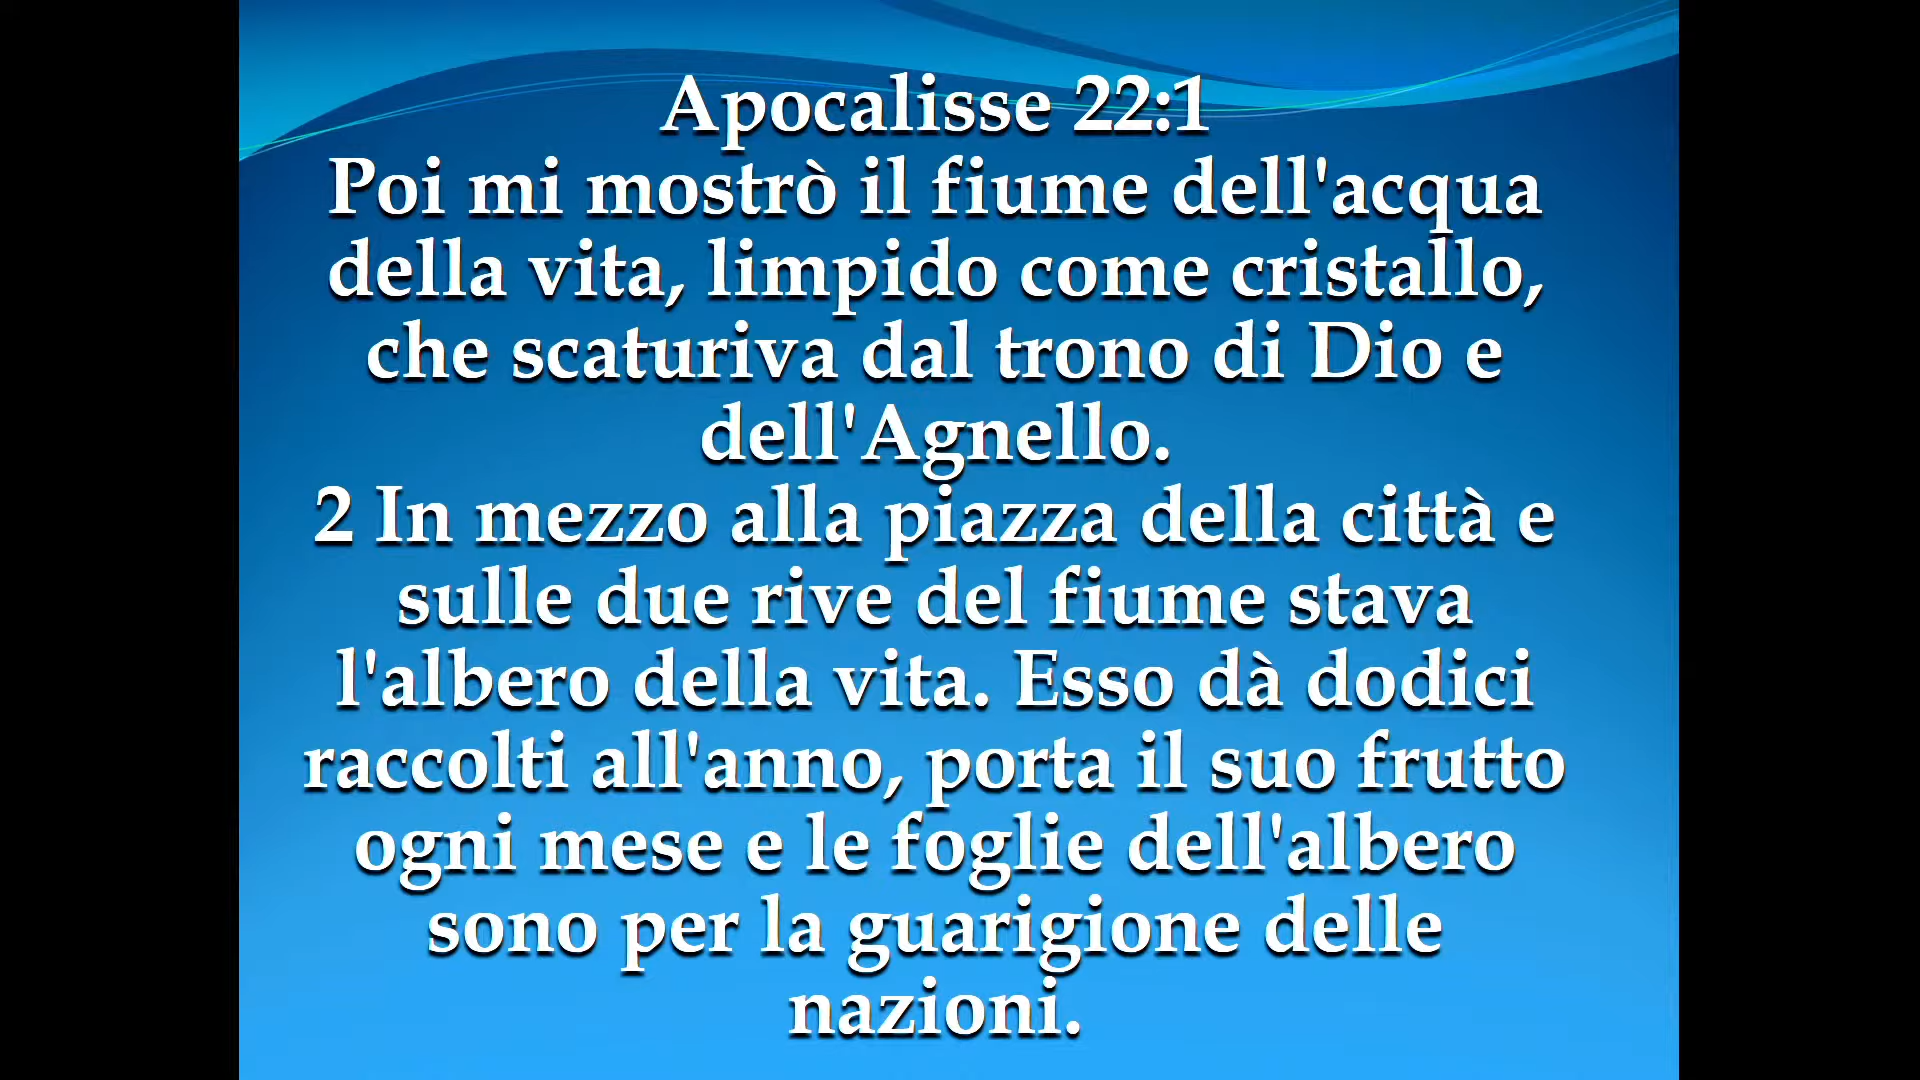 Apocalisse 22:1
Poi mi mostrò il fiume dell'acqua
della vita, limpido come cristallo,
che scaturiva dal trono di Dio e
dell'Agnello.
2 In mezzo alla piazza della città e
sulle due rive del fiume stava
l'albero della vita. Esso dà dodici
raccolti all'anno, porta il suo frutto
ogni mese e le foglie dell'albero
sono per la guarigione delle
nazioni.